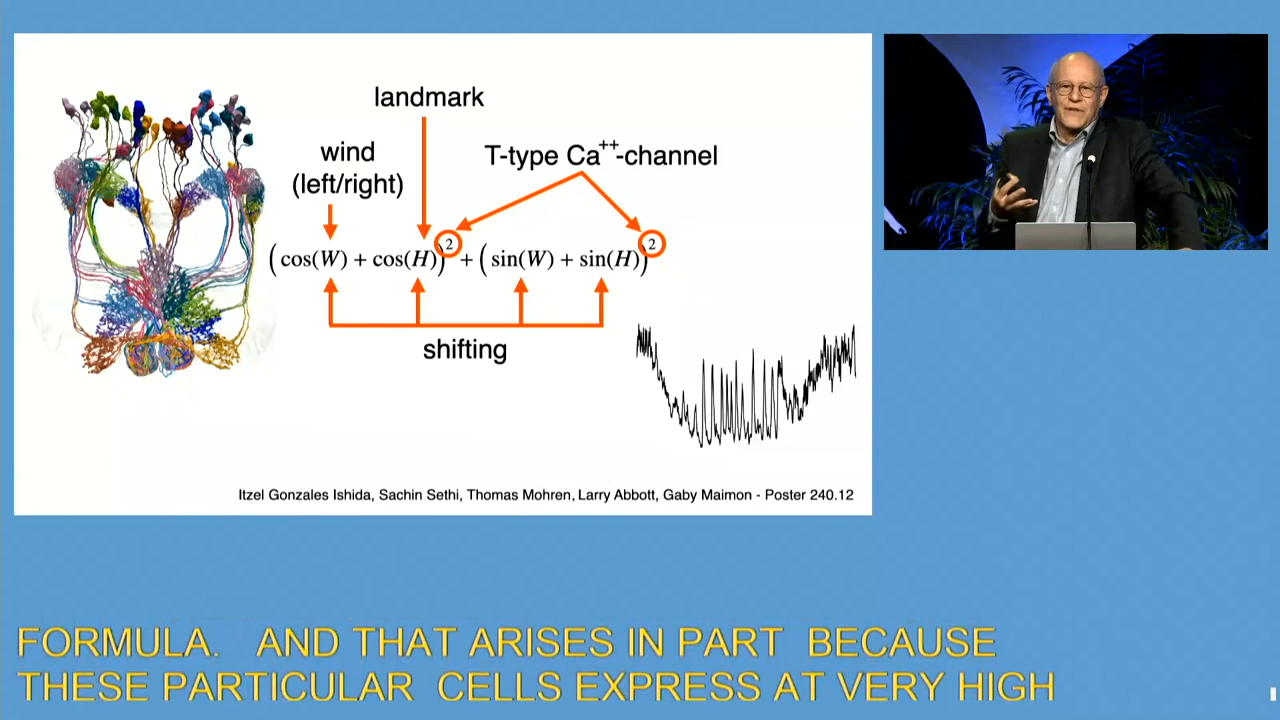 landmark
wind
(left/right)
T-type Ca++-channel
(cos(W) + cos(H))2 + (sin(W) + sin(H))2
shifting
Itzel Gonzales Ishida, Sachin Sethi, Thomas Mohren, Larry Abbott, Gaby Maimon - Poster 240.12
FORMULA. AND THAT ARISES IN PART BECAUSE
THESE PARTICULAR CELLS EXPRESS AT VERY HIGH